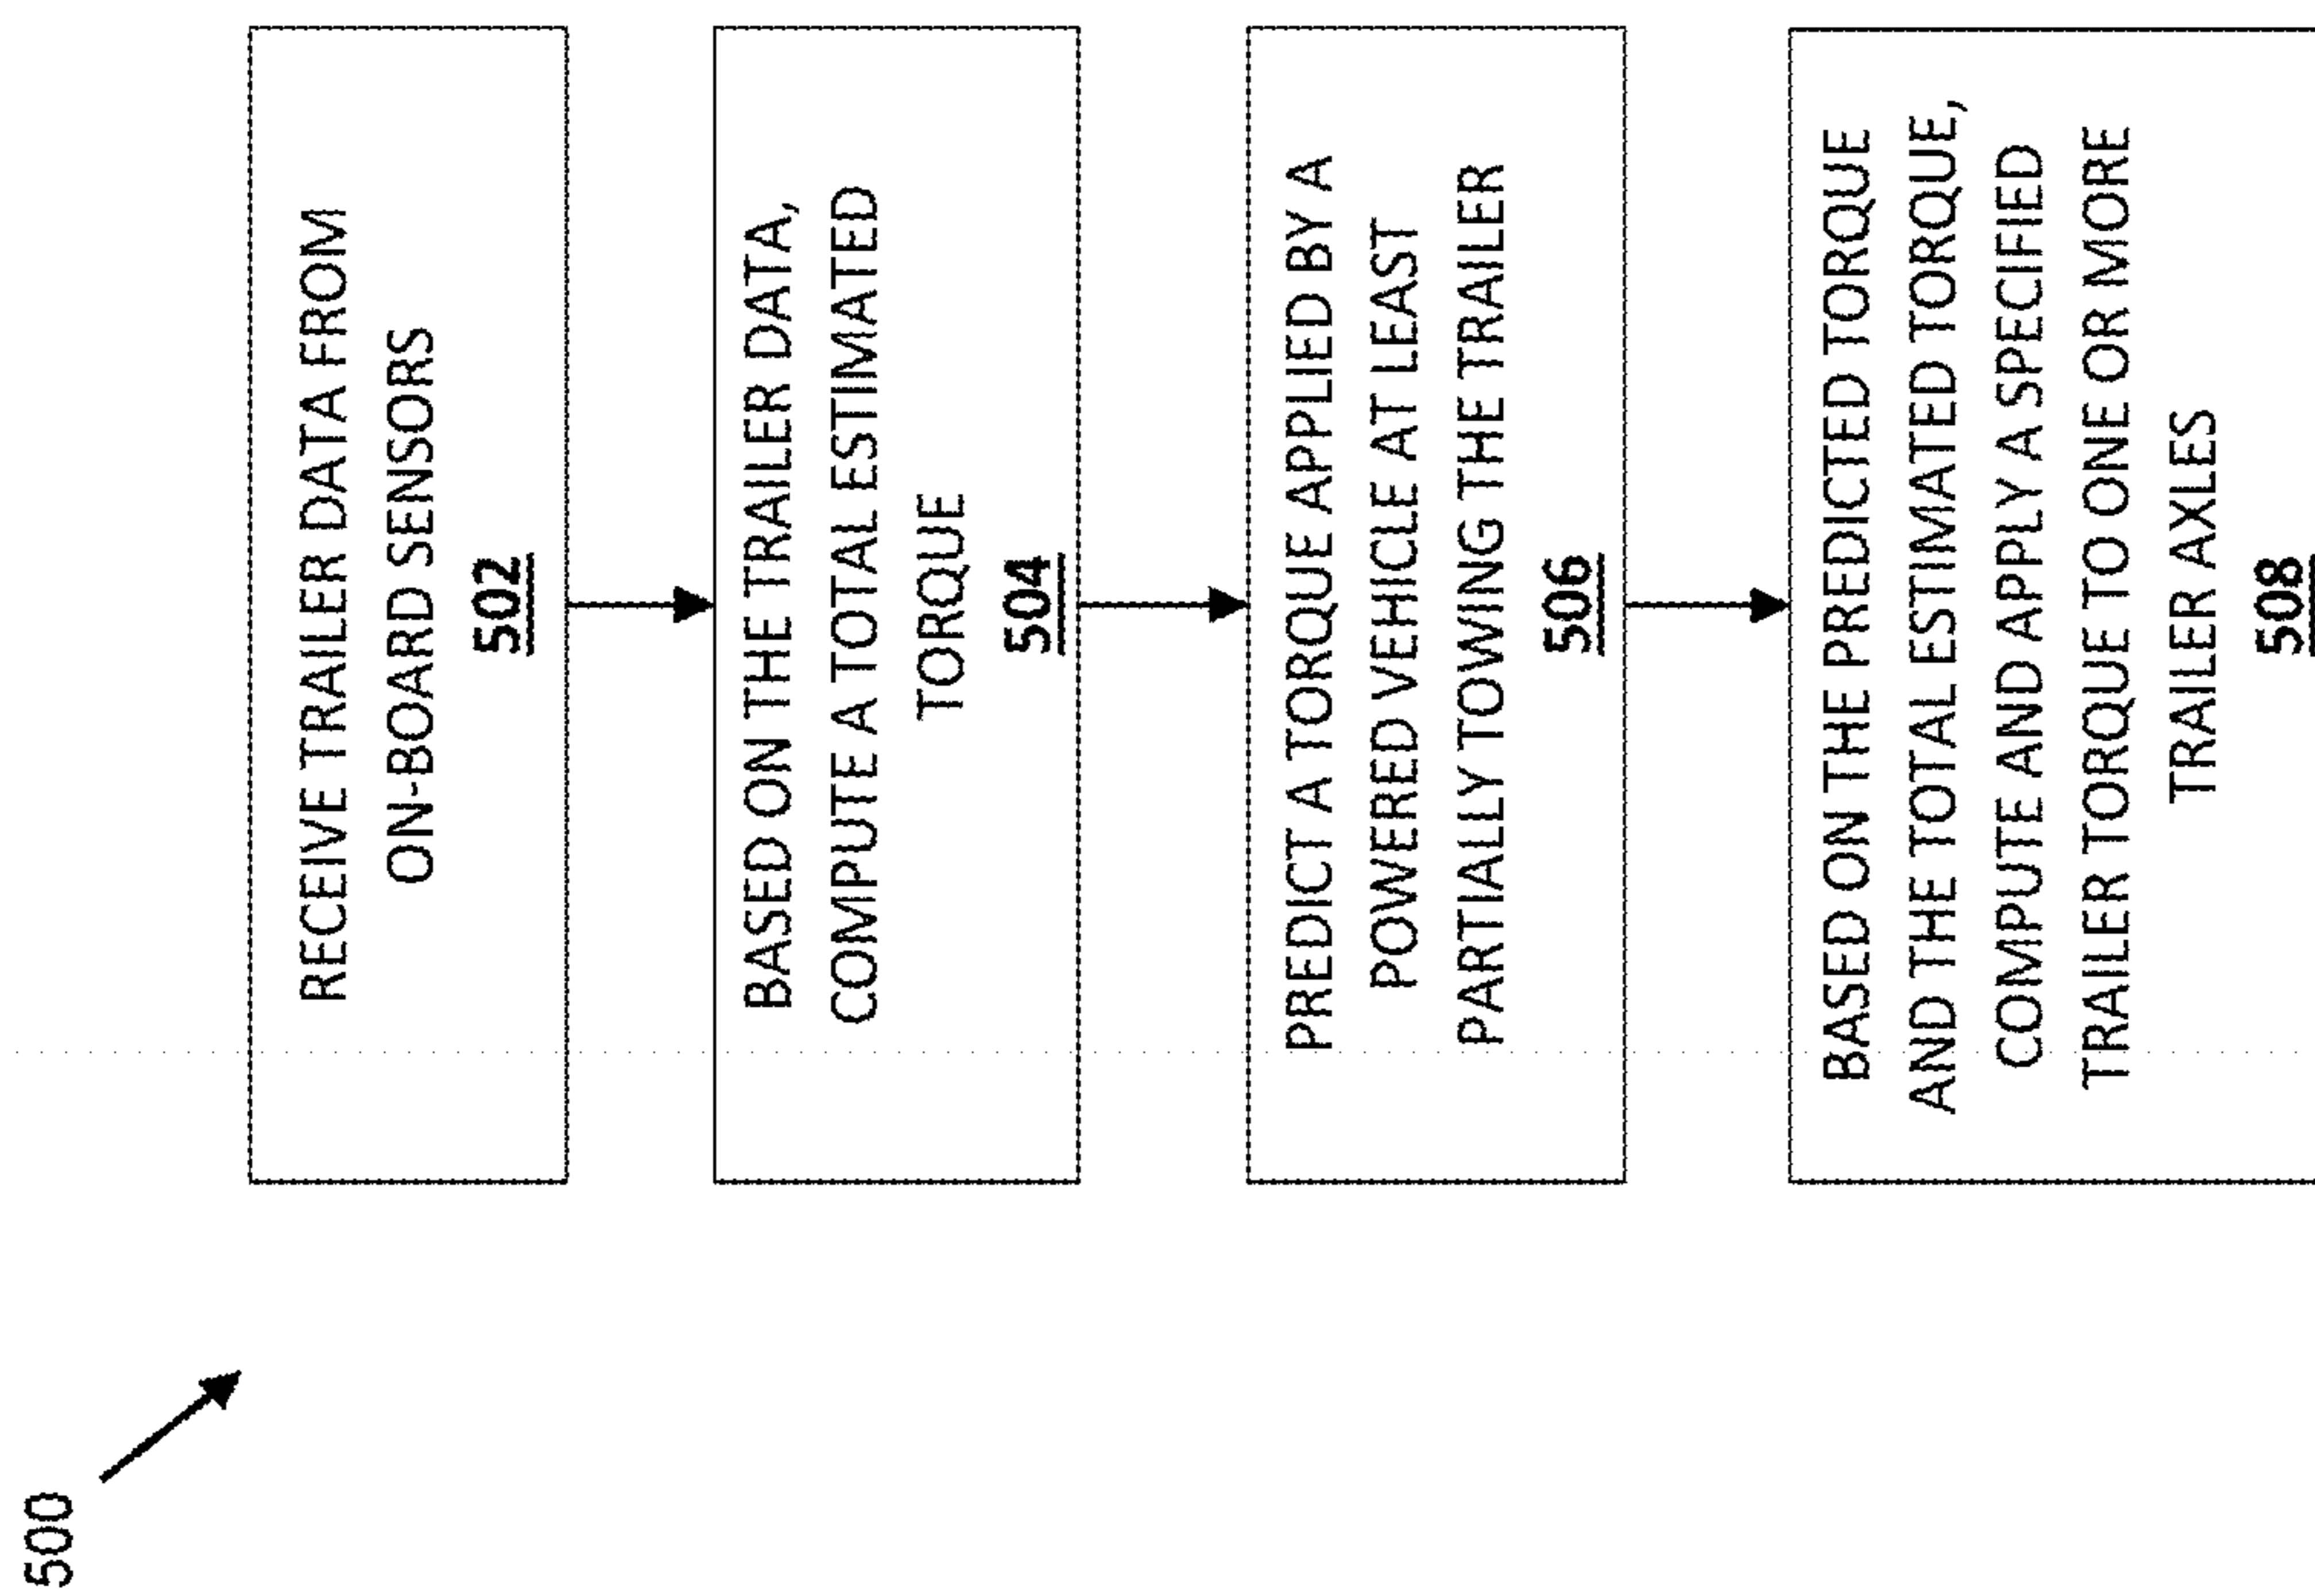 500
RECEIVE TRAILER DATA FROM
ON-BOARD SENSORS
502
BASED ON THE TRAILER DATA,
COMPUTE A TOTAL ESTIMATED
TORQUE
504
PREDICT A TORQUE APPLIED BY A
POWERED VEHICLE AT LEAST
PARTIALLY TOWING THE TRAILER
506
BASED ON THE PREDICTED TORQUE
AND THE TOTAL ESTIMATED TORQUE,
COMPUTE AND APPLY A SPECIFIED
TRAILER TORQUE TO ONE OR MORE
TRAILER AXLES
508